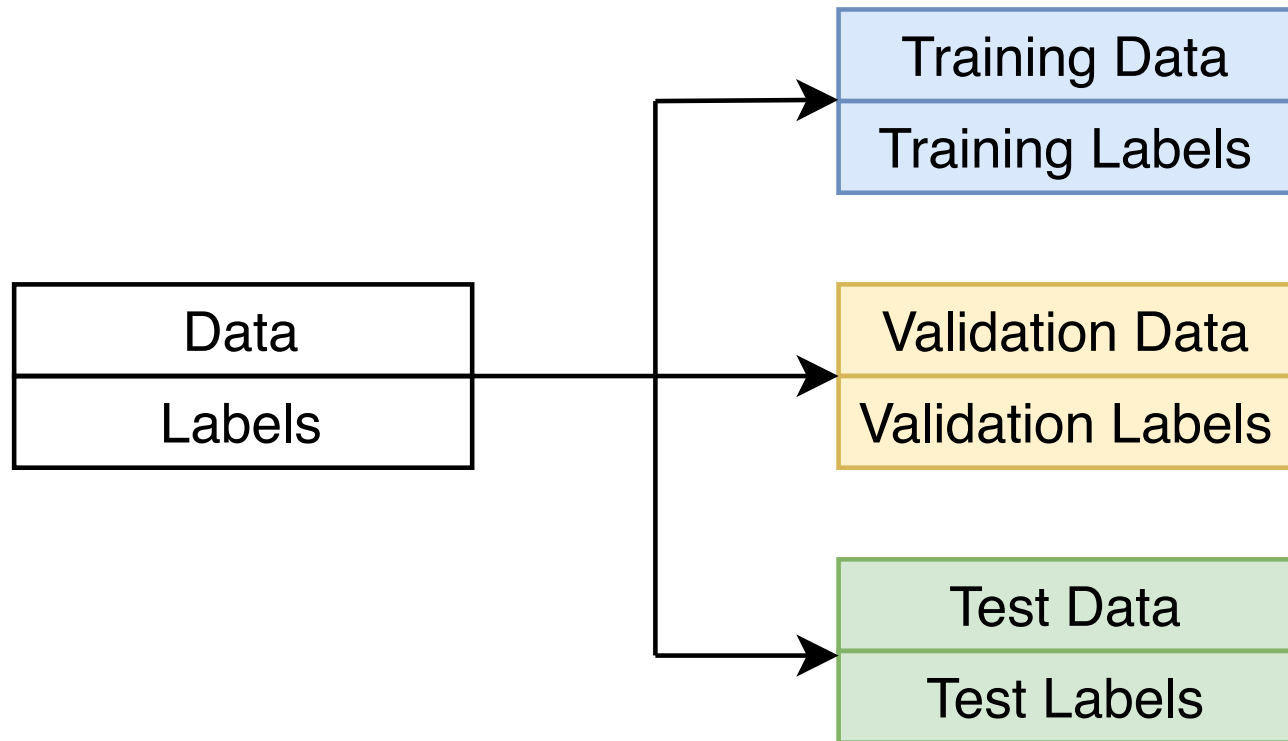 Data
Labels
Training Data
Training Labels
Validation Data
Validation Labels
Test Data
Test Labels